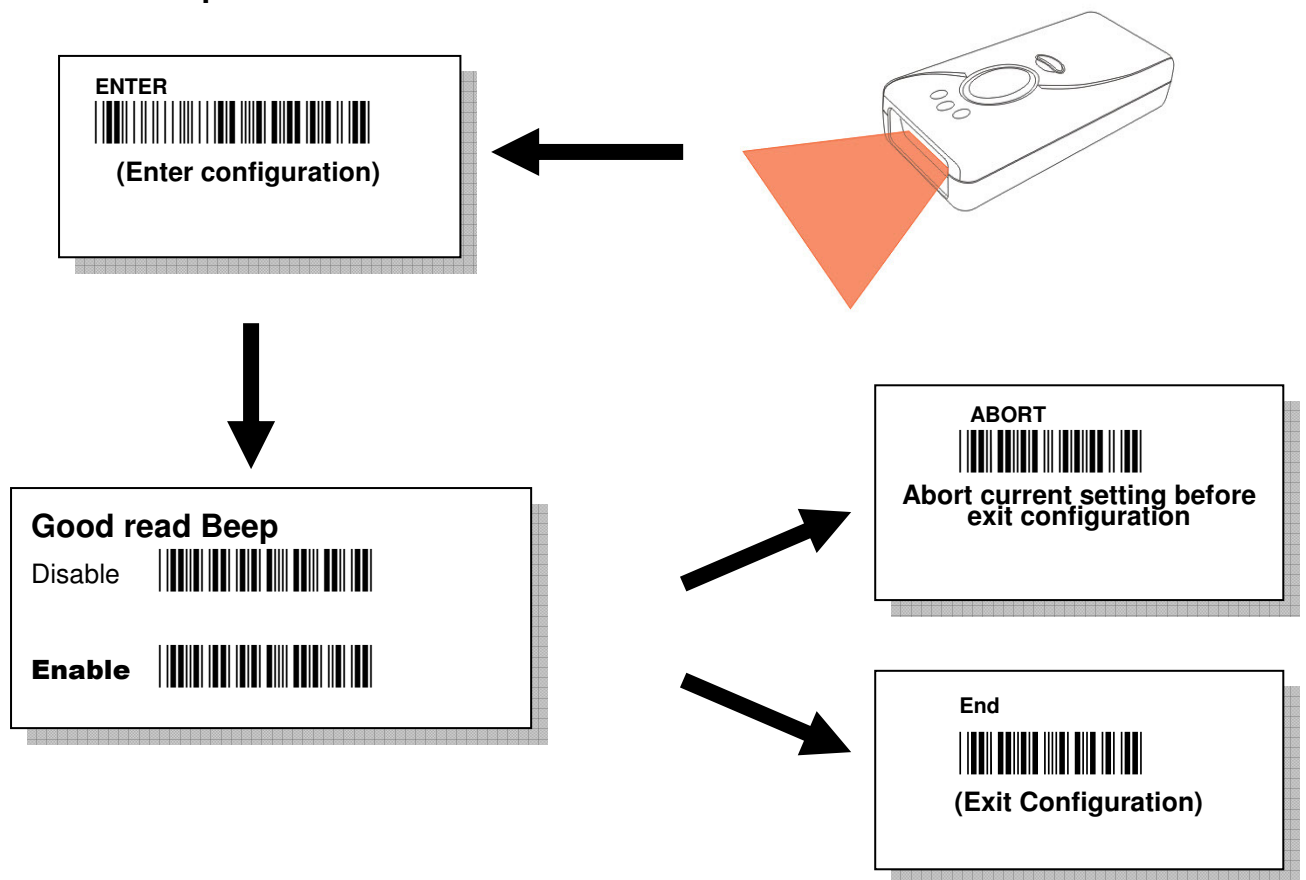 ENTER
(Enter configuration)
Good read Beep
Disable
Enable
ABORT
Abort current setting before
exit configuration
End
(Exit Configuration)